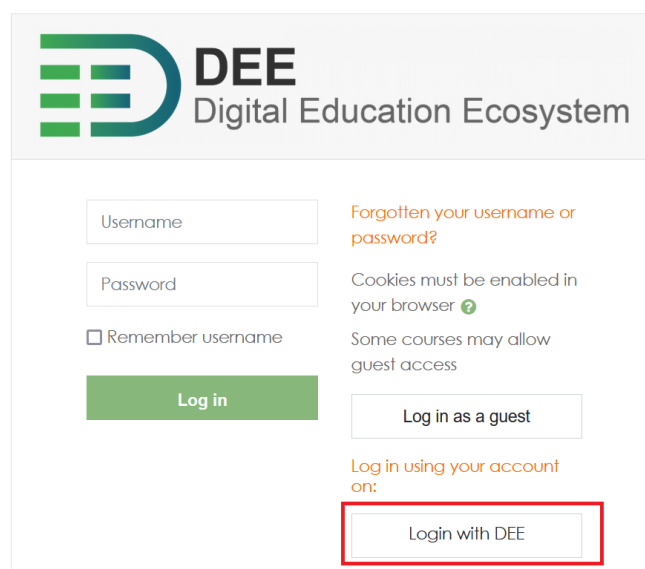 DEE
Digital Education Ecosystem
Username
Password
Remember username
Log in
Forgotten your username or
password?
Cookies must be enabled in
your browser ?
Some courses may allow
guest access
Log in as a guest
Log in using your account
on:
Login with DEE